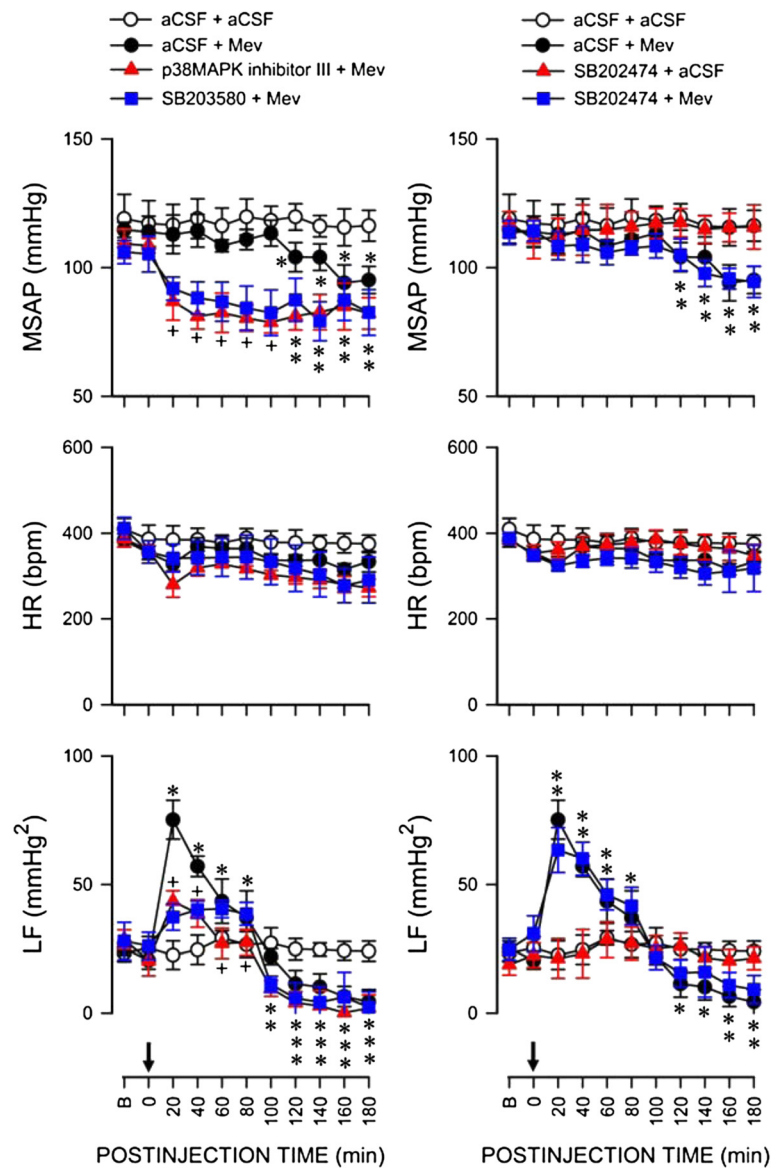 aCSF + aCSF
aCSF + Mev
p38MAPK inhibitor III + Mev
SB203580 + Mev
aCSF + aCSF
aCSF + Mev
SB202474 + aCSF
SB202474 + Mev
MSAP (mmHg)
150
100
50
* * * *
+ + + + + * * * *
* * * *
MSAP (mmHg)
150
100
50
* * * *
* * * *
HR (bpm)
600
400
200
0
HR (bpm)
600
400
200
0
LF (mmHg²)
100
50
0
* * * *
+ + + +
* * * * *
* * * * *
* * * *
LF (mmHg²)
100
50
0
* * * *
* * *
* * * *
* *
B 0 20 40 60 80 100 120 140 160 180
POSTINJECTION TIME (min)
B 0 20 40 60 80 100 120 140 160 180
POSTINJECTION TIME (min)